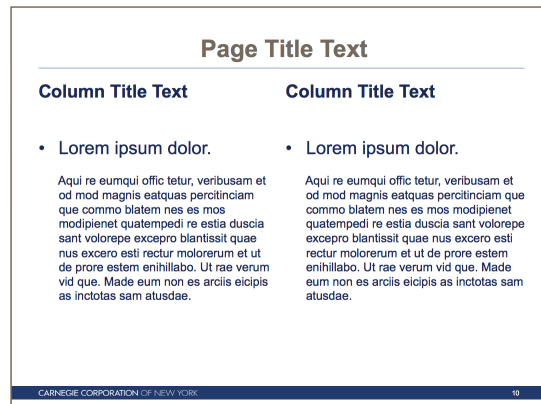 Page Title Text
Column Title Text
• Lorem ipsum dolor.
Aqui re eumqui offic tetur, veribusam et
od mod magnis eatquas percitinciam
que commo blatem nes es mos
modipienet quatempedi re estia duscia
sant volorepe excepro blantissit quae
nus excero esti rectur molorerum et ut
de prore estem enihillabo. Ut rae verum
vid que. Made eum non es arciis eicipis
as inctotas sam atusdae.
Column Title Text
• Lorem ipsum dolor.
Aqui re eumqui offic tetur, veribusam et
od mod magnis eatquas percitinciam que
commo blatem nes es mos modipienet
quatempedi re estia duscia sant volorepe
excepro blantissit quae nus excero esti
rectur molorerum et ut de prore estem
enihillabo. Ut rae verum vid que. Made
eum non es arciis eicipis as inctotas sam
atusdae.
CARNEGIE CORPORATION OF NEW YORK
10